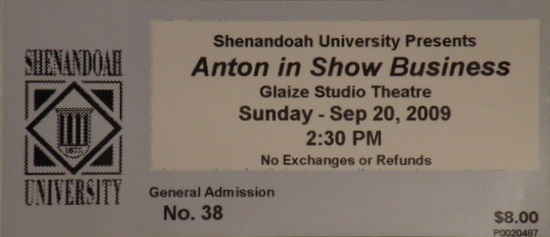 SHENANDOAH
1875
UNIVERSITY
Shenandoah University Presents
Anton in Show Business
Glaize Studio Theatre
Sunday - Sep 20, 2009
2:30 PM
No Exchanges or Refunds
General Admission
No. 38
$8.00
P0020487